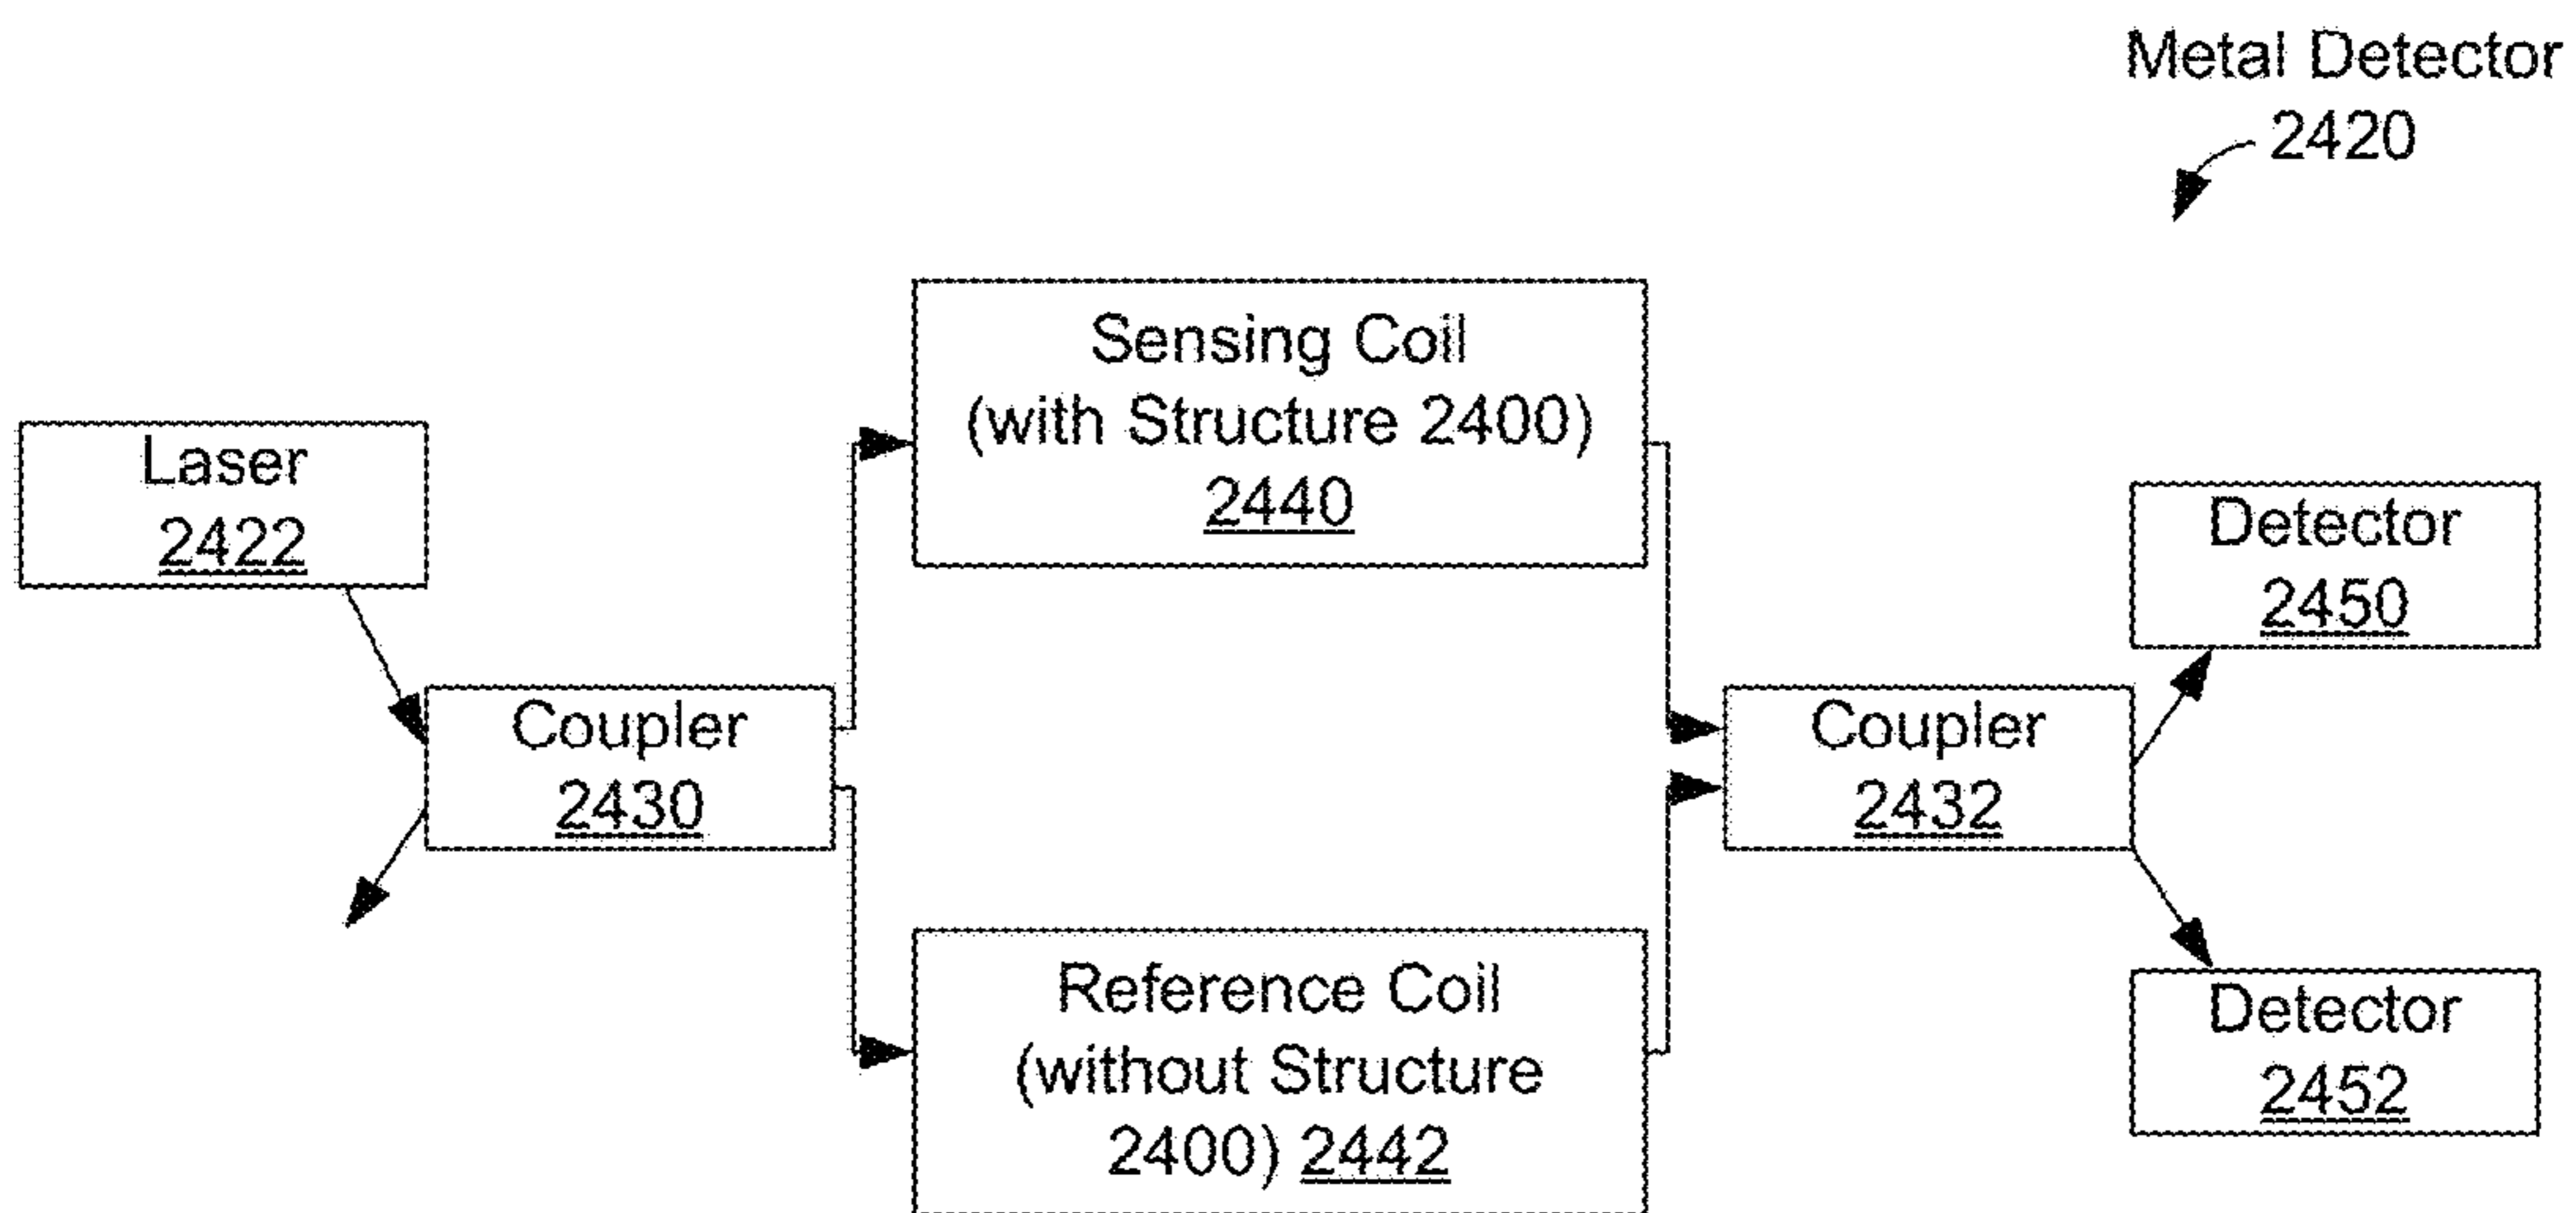 Metal Detector
2420
Sensing Coil
(with Structure 2400)
2440
Laser
2422
Detector
2450
Coupler
2430
Coupler
2432
Reference Coil
(without Structure
2400) 2442
Detector
2452